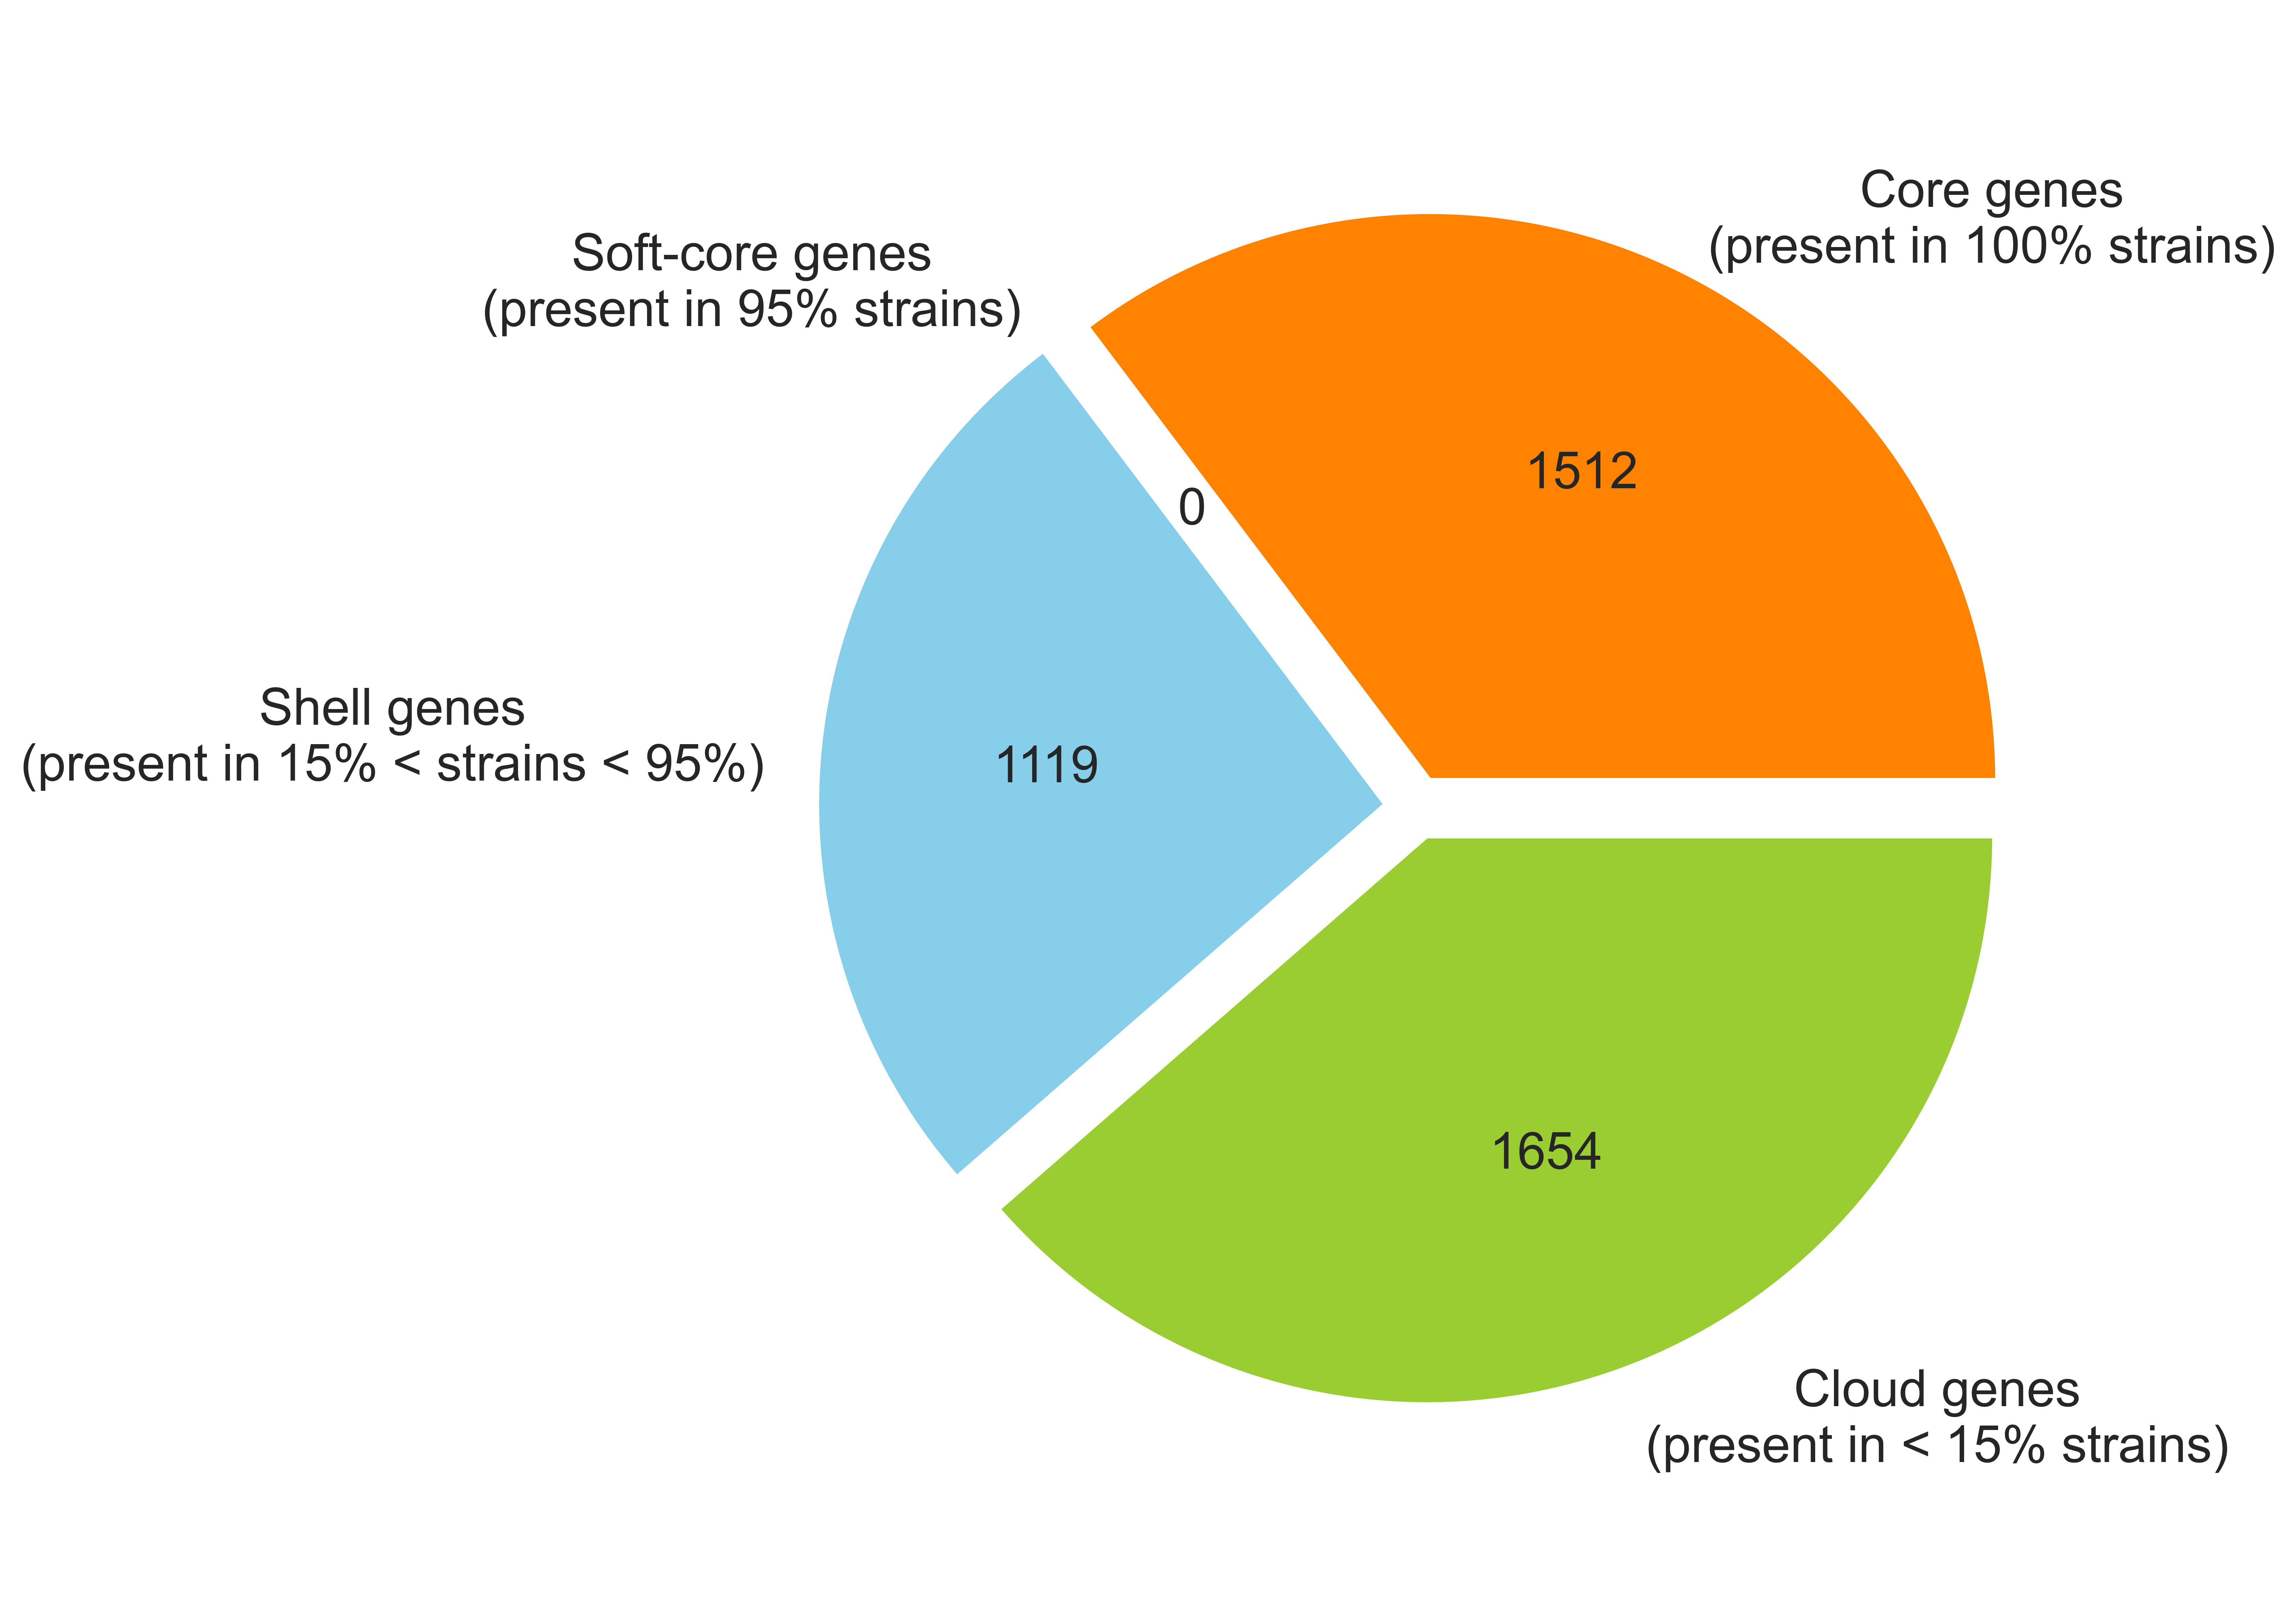 Core genes
(present in 100% strains)
Soft-core genes
(present in 95% strains)
1512
0
Shell genes
(present in 15% < strains < 95%)
1119
1654
Cloud genes
(present in < 15% strains)